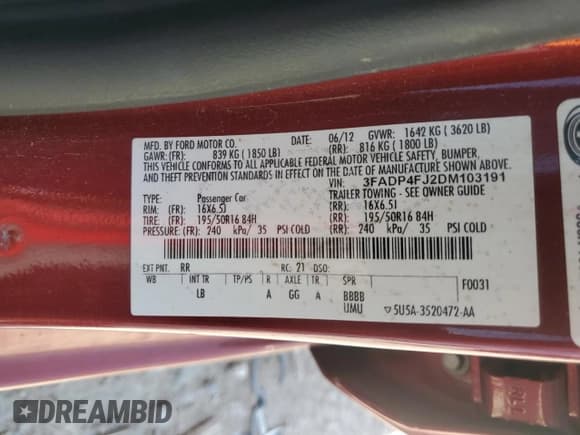 MFD. BY FORD MOTOR CO.
06/12 GVWR: 1642 KG ( 3620 LB)
GAWR: (FR): 839 KG ( 1850 LB) (RR): 816 KG ( 1800 LB)
THIS VEHICLE CONFORMS TO ALL APPLICABLE FEDERAL MOTOR VEHICLE SAFETY, BUMPER,
AND THEFT PREVENTION STANDARDS IN EFFECT ON THE DATE OF MANUFACTURE SHOWN ABOVE.
VIN: 3FADP4FJ2DM103191
TYPE: Passenger Car TRAILER TOWING - SEE OWNER GUIDE
RIM: (FR): 16X6.5J (RR): 16X6.5J
TIRE: (FR): 195/50R16 84H (RR): 195/50R16 84H
PRESSURE: (FR): 240 kPa/ 35 PSI COLD (RR): 240 kPa/ 35 PSI COLD
EXT PNT: RR RC: 21 DSO:
WB INT TR TP/PS R AXLE TR SPR F0031
LB A GG A BBBB
UMU 5U5A-3520472-AA
DREAMBID